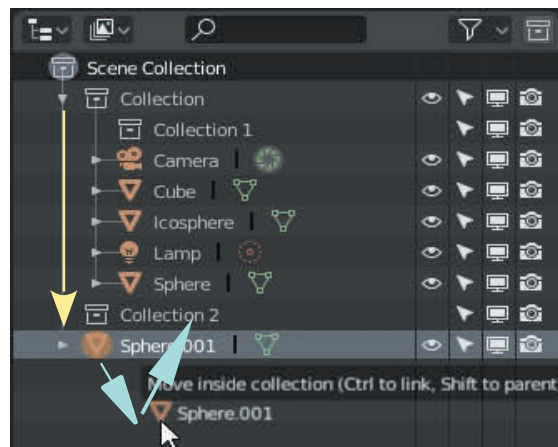 Scene Collection
Collection
Collection 1
Camera
Cube
Icosphere
Lamp
Sphere
Collection 2
Sphere.001
Move inside collection (Ctrl to link, Shift to parent
Sphere.001